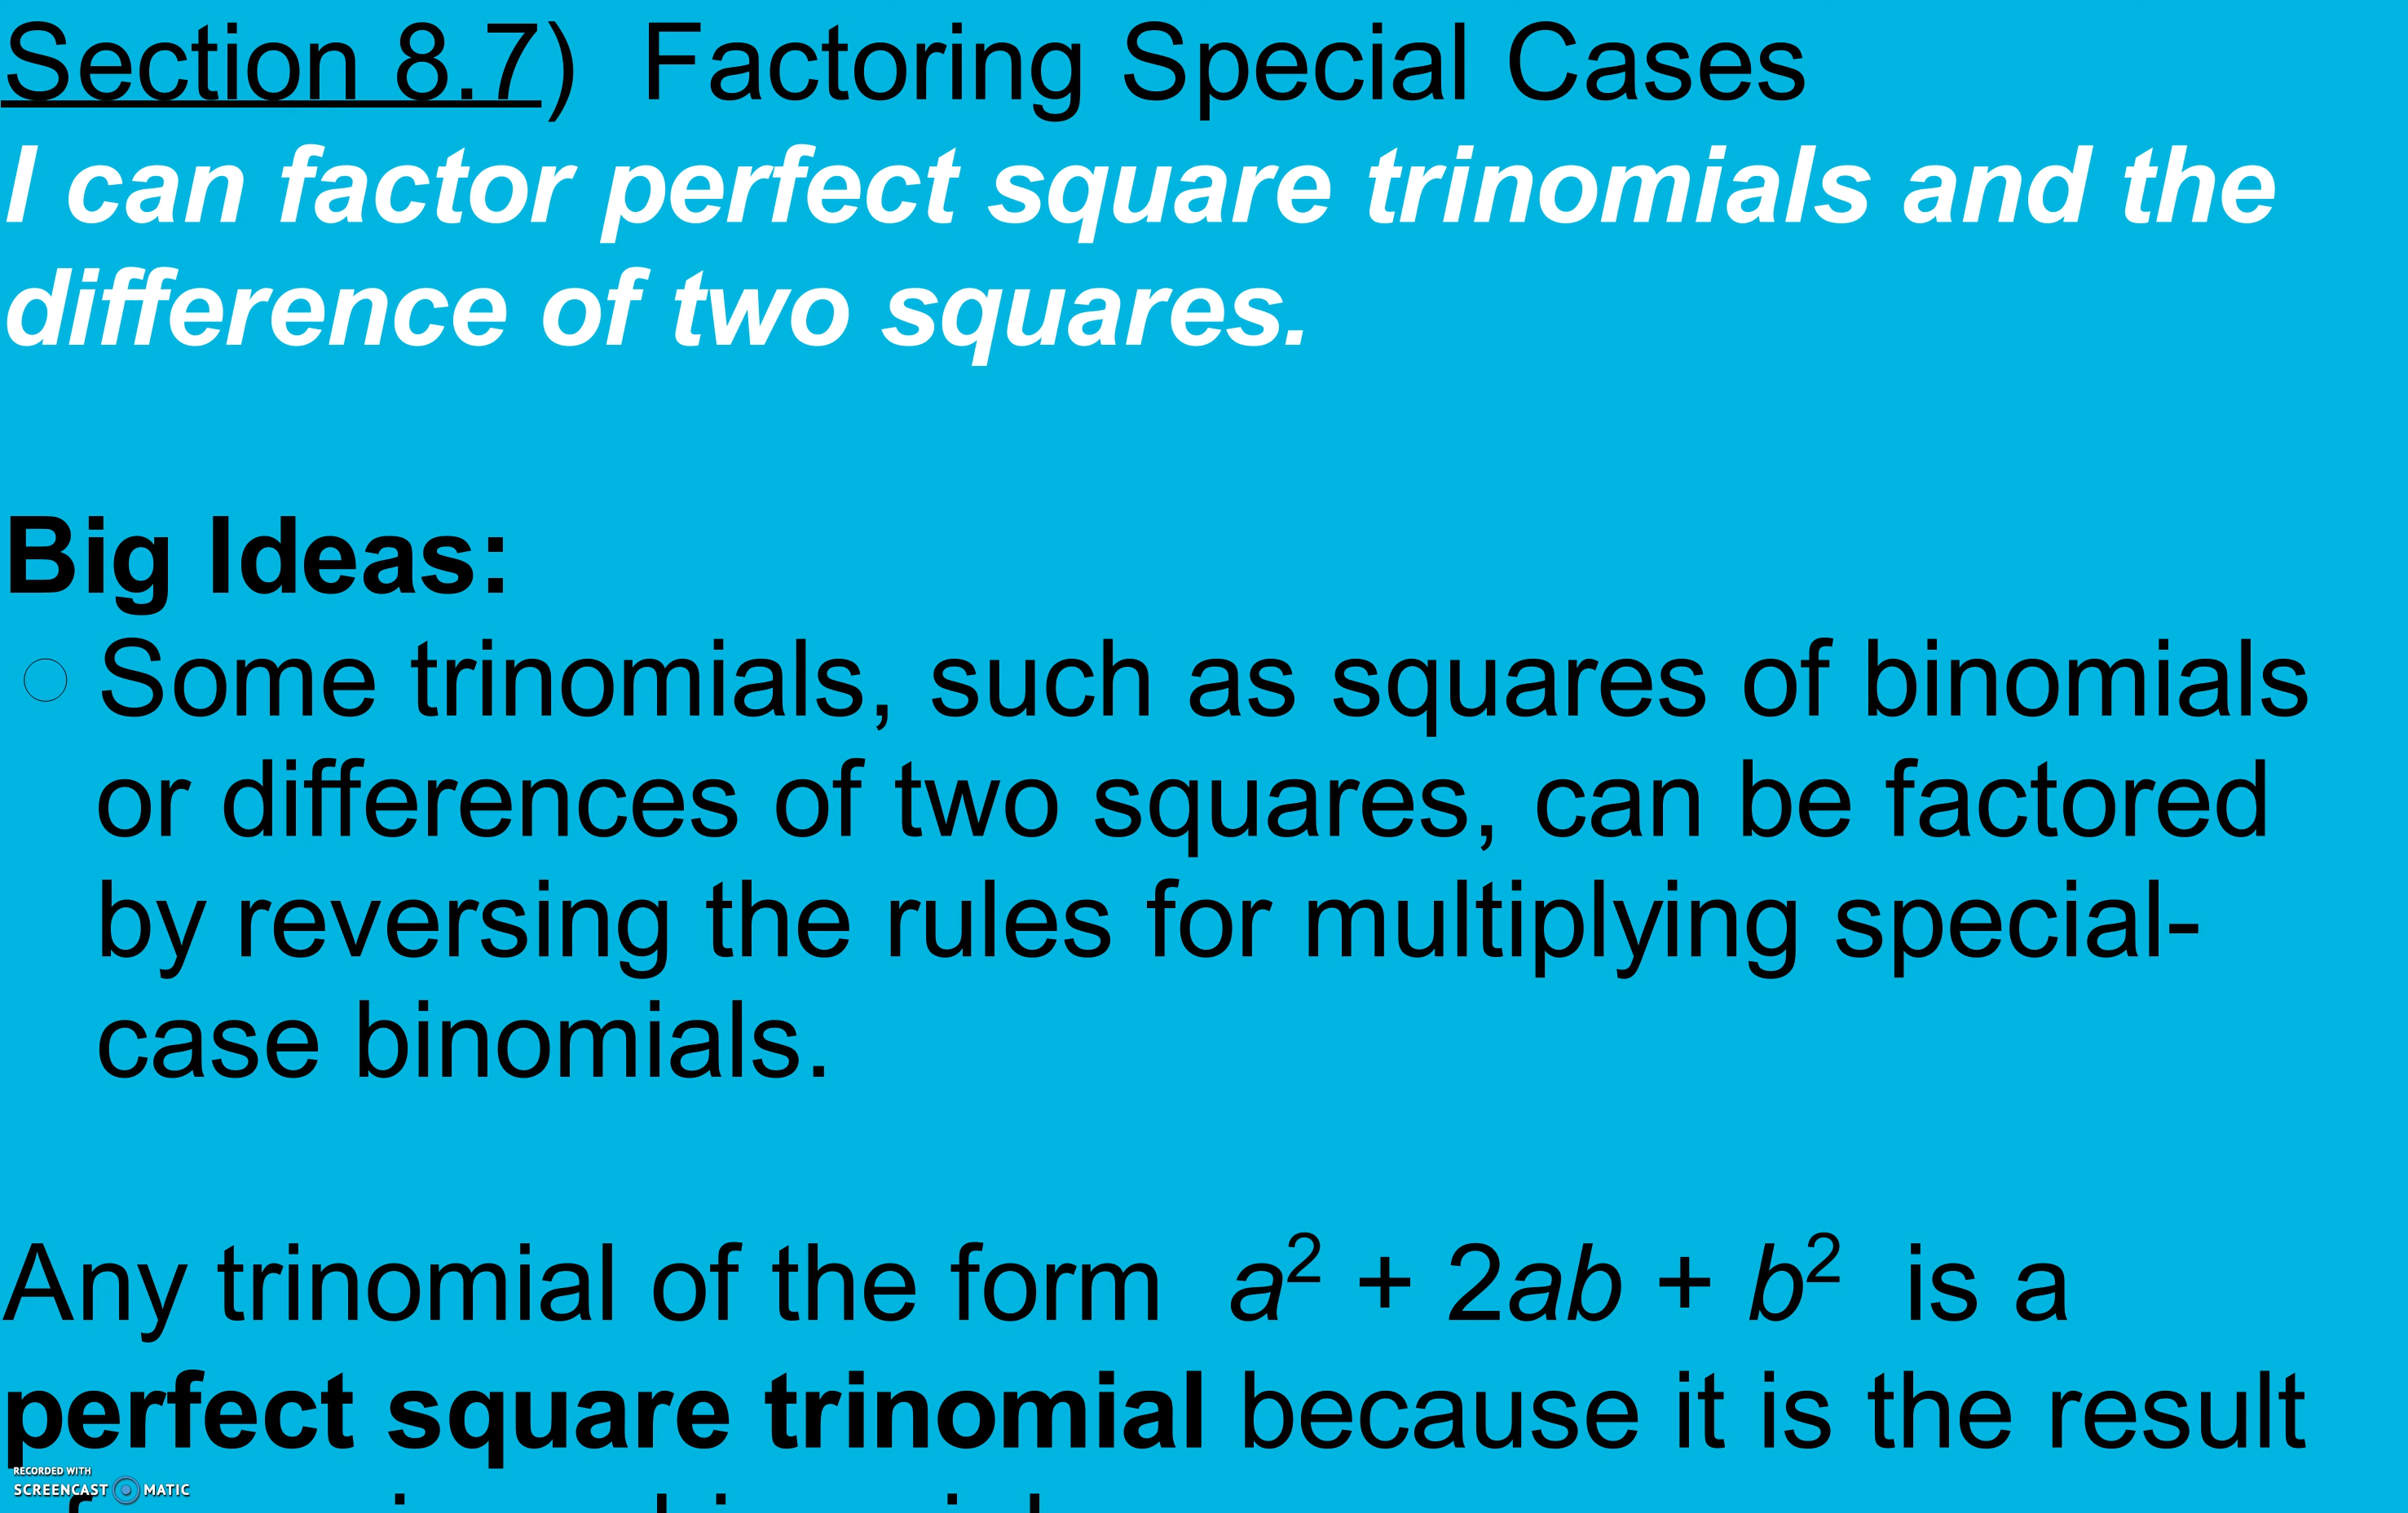 Section 8.7)  Factoring Special Cases
I can factor perfect square trinomials and the
difference of two squares.
Big Ideas:
○ Some trinomials, such as squares of binomials
or differences of two squares, can be factored
by reversing the rules for multiplying special-
case binomials.
Any trinomial of the form  a² + 2ab + b²  is a
perfect square trinomial because it is the result
RECORDED WITH
SCREENCAST MATIC